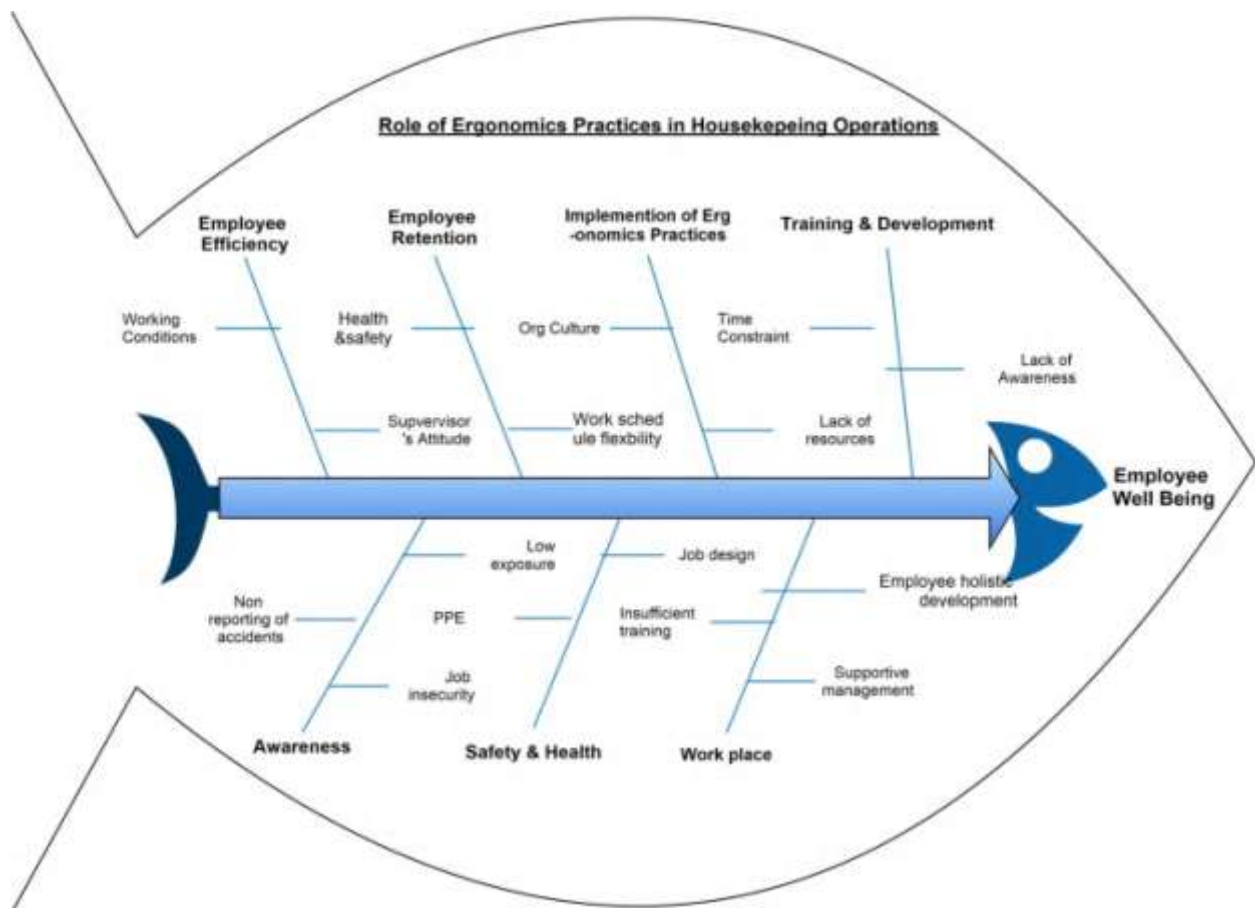 Role of Ergonomics Practices in Housekepeing Operations
Employee
Efficiency
Employee
Retention
Implemention of Erg
-onomics Practices
Training & Development
Working
Conditions
Health
&safety
Org Culture
Time
Constraint
Lack of
Awareness
Supvervisor
's Attitude
Work sched
ule flexbility
Lack of
resources
Employee
Well Being
Low
exposure
Job design
Employee holistic
development
Non
reporting of
accidents
PPE
Insufficient
training
Job
insecurity
Supportive
management
Awareness
Safety & Health
Work place